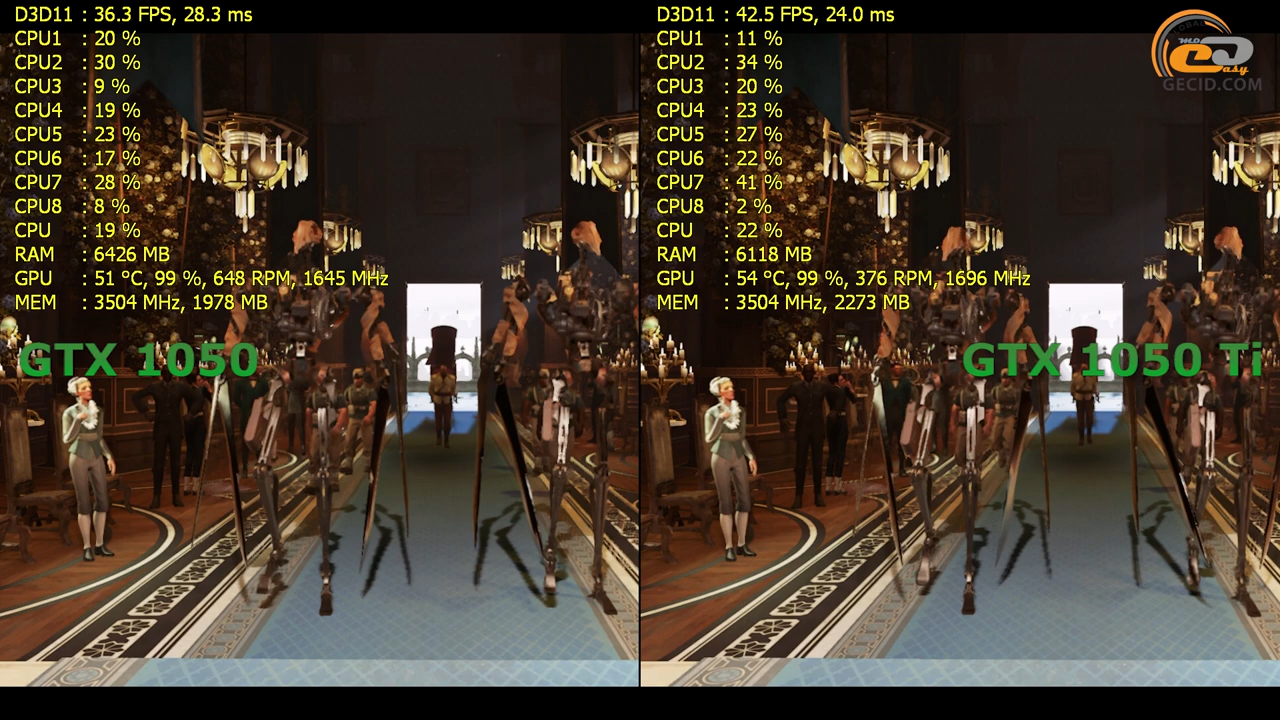 D3D11 : 36.3 FPS, 28.3 ms
CPU1 : 20 %
CPU2 : 30 %
CPU3 : 9 %
CPU4 : 19 %
CPU5 : 23 %
CPU6 : 17 %
CPU7 : 28 %
CPU8 : 8 %
CPU : 19 %
RAM : 6426 MB
GPU : 51 ºC, 99 %, 648 RPM, 1645 MHz
MEM : 3504 MHz, 1978 MB
GTX 1050
D3D11 : 42.5 FPS, 24.0 ms
CPU1 : 11 %
CPU2 : 34 %
CPU3 : 20 %
CPU4 : 23 %
CPU5 : 27 %
CPU6 : 22 %
CPU7 : 41 %
CPU8 : 2 %
CPU : 22 %
RAM : 6118 MB
GPU : 54 ºC, 99 %, 376 RPM, 1696 MHz
MEM : 3504 MHz, 2273 MB
GTX 1050 Ti
GECID.COM